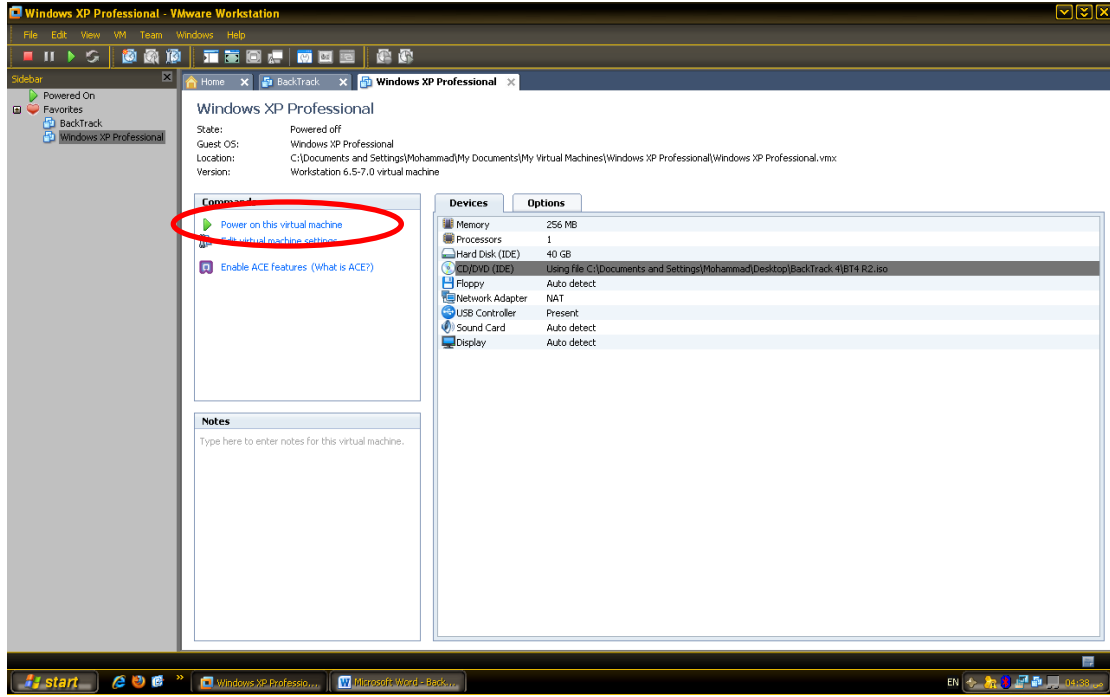 Windows XP Professional - VMware Workstation
File Edit View VM Team Windows Help
Sidebar
Powered On
Favorites
BackTrack
Windows XP Professional
Home BackTrack Windows XP Professional
Windows XP Professional
State: Powered off
Guest OS: Windows XP Professional
Location: C:\Documents and Settings\Mohammad\My Documents\My Virtual Machines\Windows XP Professional\Windows XP Professional.vmx
Version: Workstation 6.5-7.0 virtual machine
Commands
Power on this virtual machine
Edit virtual machine settings
Enable ACE features (What is ACE?)
Notes
Type here to enter notes for this virtual machine.
Devices Options
Memory 256 MB
Processors 1
Hard Disk (IDE) 40 GB
CD/DVD (IDE) Using file C:\Documents and Settings\Mohammad\Desktop\BackTrack 4\BT4 R2.iso
Floppy Auto detect
Network Adapter NAT
USB Controller Present
Sound Card Auto detect
Display Auto detect
start Windows XP Professio... Microsoft Word - Back... EN 04:38